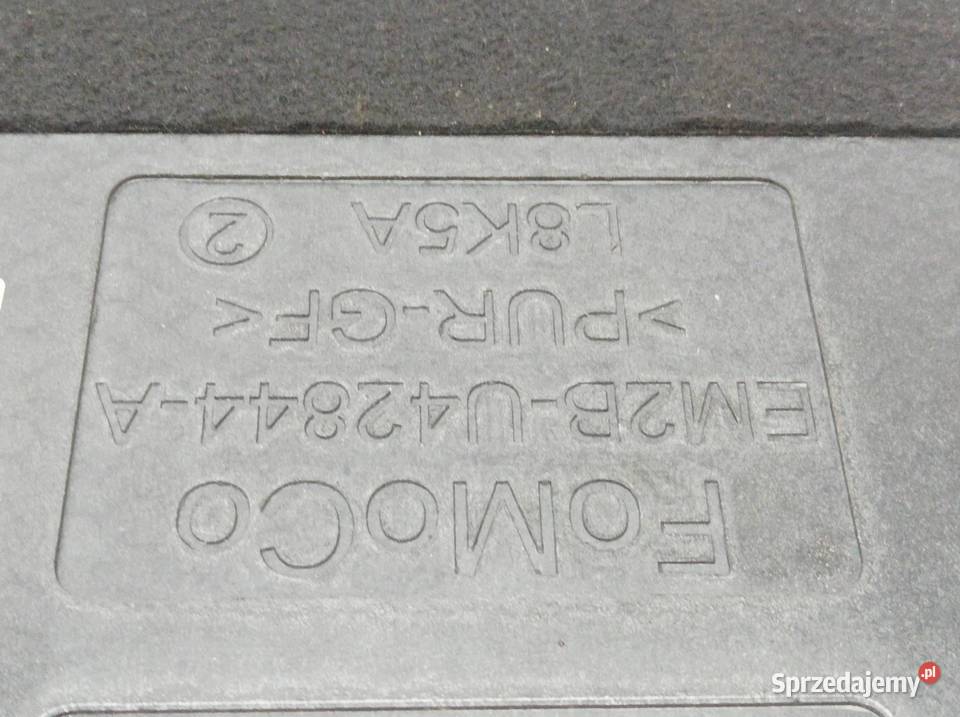 FoMoCo
EM2B-U42844-A
>PUR-GF<
L8K5A 2
Sprzedajemy.pl